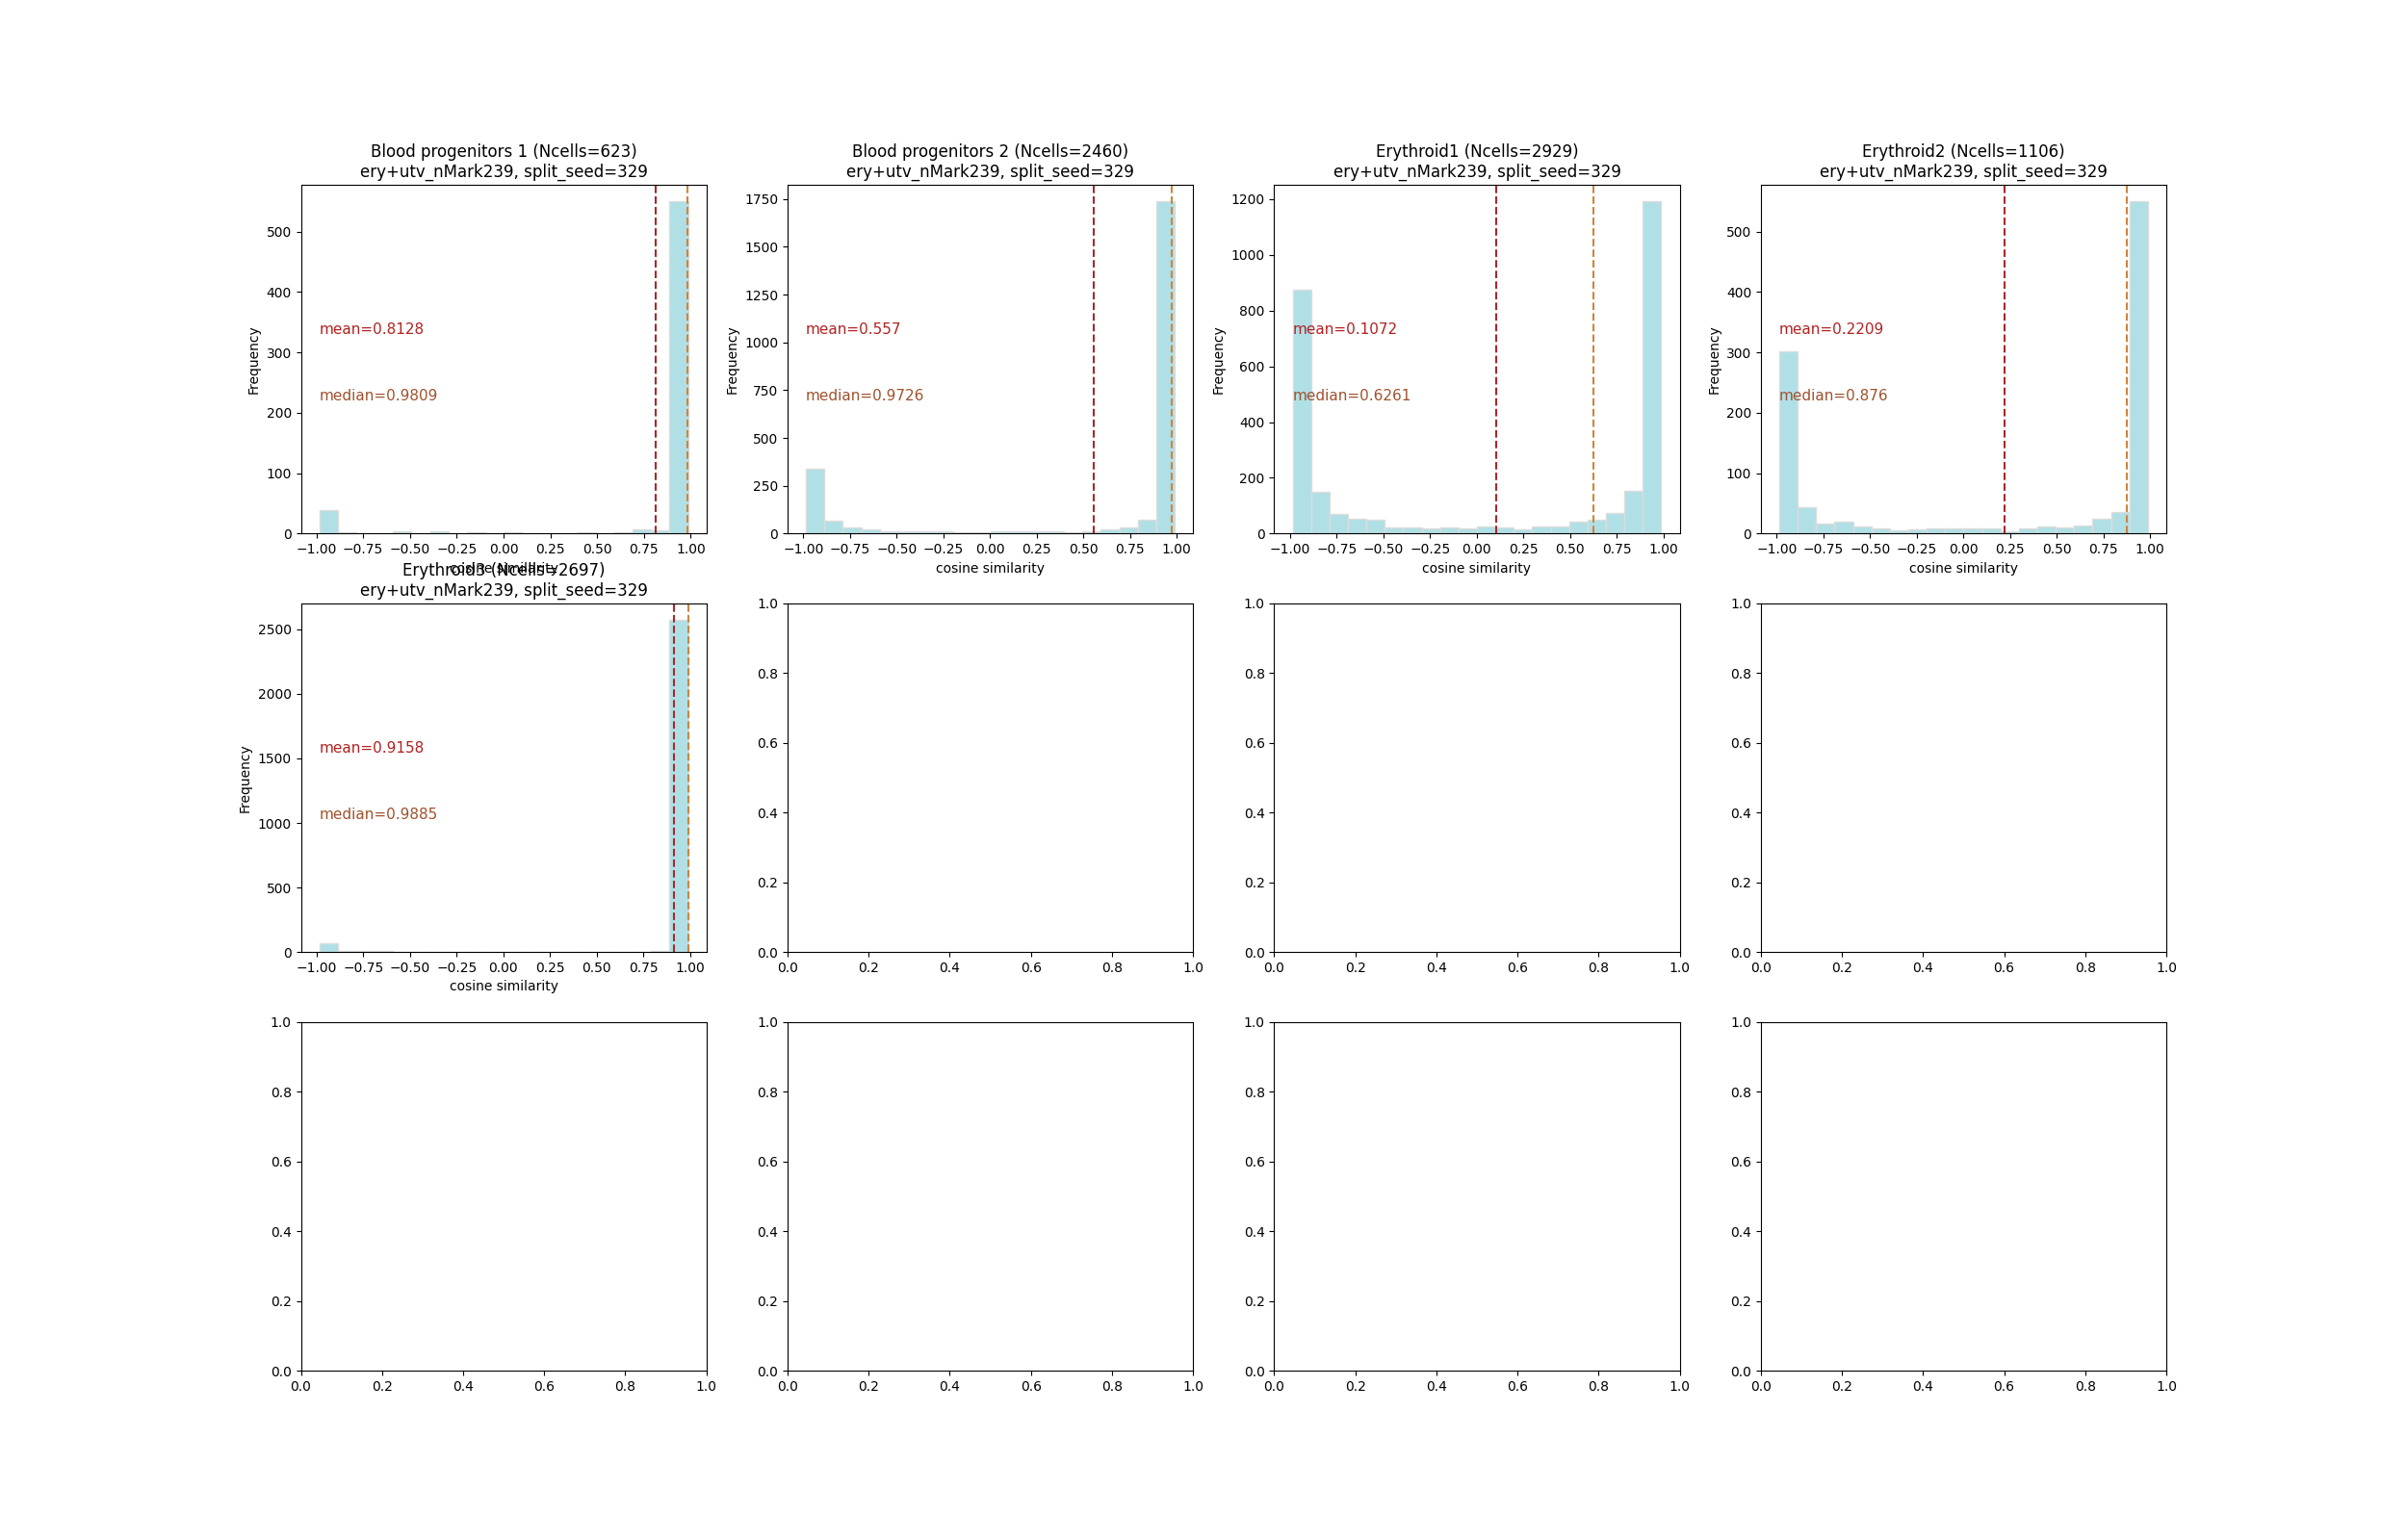 Blood progenitors 1 (Ncells=623)
ery+utv_nMark239, split_seed=329
Frequency
500
400
300
200
100
0
mean=0.8128
median=0.9809
−1.00 −0.75 −0.50 −0.25 0.00 0.25 0.50 0.75 1.00
cosine similarity
Blood progenitors 2 (Ncells=2460)
ery+utv_nMark239, split_seed=329
Frequency
1750
1500
1250
1000
750
500
250
0
mean=0.557
median=0.9726
−1.00 −0.75 −0.50 −0.25 0.00 0.25 0.50 0.75 1.00
cosine similarity
Erythroid1 (Ncells=2929)
ery+utv_nMark239, split_seed=329
Frequency
1200
1000
800
600
400
200
0
mean=0.1072
median=0.6261
−1.00 −0.75 −0.50 −0.25 0.00 0.25 0.50 0.75 1.00
cosine similarity
Erythroid2 (Ncells=1106)
ery+utv_nMark239, split_seed=329
Frequency
500
400
300
200
100
0
mean=0.2209
median=0.876
−1.00 −0.75 −0.50 −0.25 0.00 0.25 0.50 0.75 1.00
cosine similarity
Erythroid3 (Ncells=2697)
ery+utv_nMark239, split_seed=329
Frequency
2500
2000
1500
1000
500
0
mean=0.9158
median=0.9885
−1.00 −0.75 −0.50 −0.25 0.00 0.25 0.50 0.75 1.00
cosine similarity
1.0
0.8
0.6
0.4
0.2
0.0
0.0 0.2 0.4 0.6 0.8 1.0
1.0
0.8
0.6
0.4
0.2
0.0
0.0 0.2 0.4 0.6 0.8 1.0
1.0
0.8
0.6
0.4
0.2
0.0
0.0 0.2 0.4 0.6 0.8 1.0
1.0
0.8
0.6
0.4
0.2
0.0
0.0 0.2 0.4 0.6 0.8 1.0
1.0
0.8
0.6
0.4
0.2
0.0
0.0 0.2 0.4 0.6 0.8 1.0
1.0
0.8
0.6
0.4
0.2
0.0
0.0 0.2 0.4 0.6 0.8 1.0
1.0
0.8
0.6
0.4
0.2
0.0
0.0 0.2 0.4 0.6 0.8 1.0